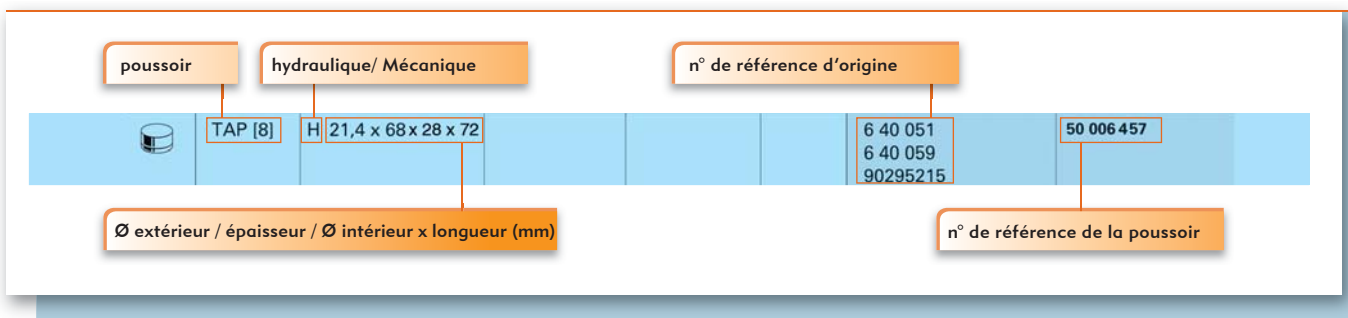 poussoir
hydraulique/ Mécanique
n° de référence d'origine
TAP [8]
H
21,4 x 68 x 28 x 72
6 40 051
6 40 059
90295215
50 006 457
Ø extérieur / épaisseur / Ø intérieur x longueur (mm)
n° de référence de la poussoir